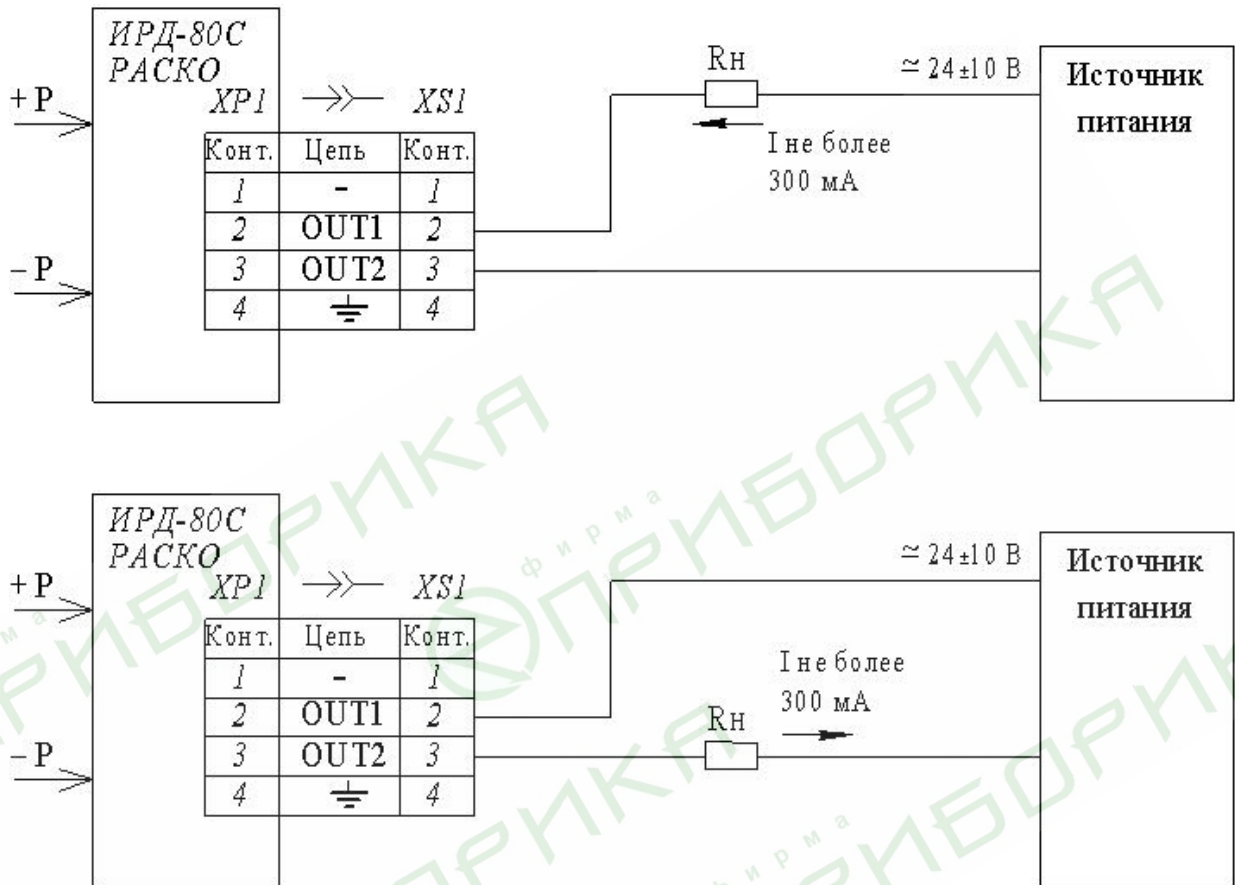 ИРД-80С
РАСКО
+ P
XP1 XS1
Rн
≃ 24±10 В
Источник
питания
I не более
300 мА
Конт. Цепь Конт.
1 - 1
2 OUT1 2
3 OUT2 3
4 4
– P
ИРД-80С
РАСКО
+ P
XP1 XS1
≃ 24±10 В
Источник
питания
Конт. Цепь Конт.
1 - 1
2 OUT1 2
3 OUT2 3
4 4
– P
I не более
300 мА
Rн
фирма
ПРИБОРИКА